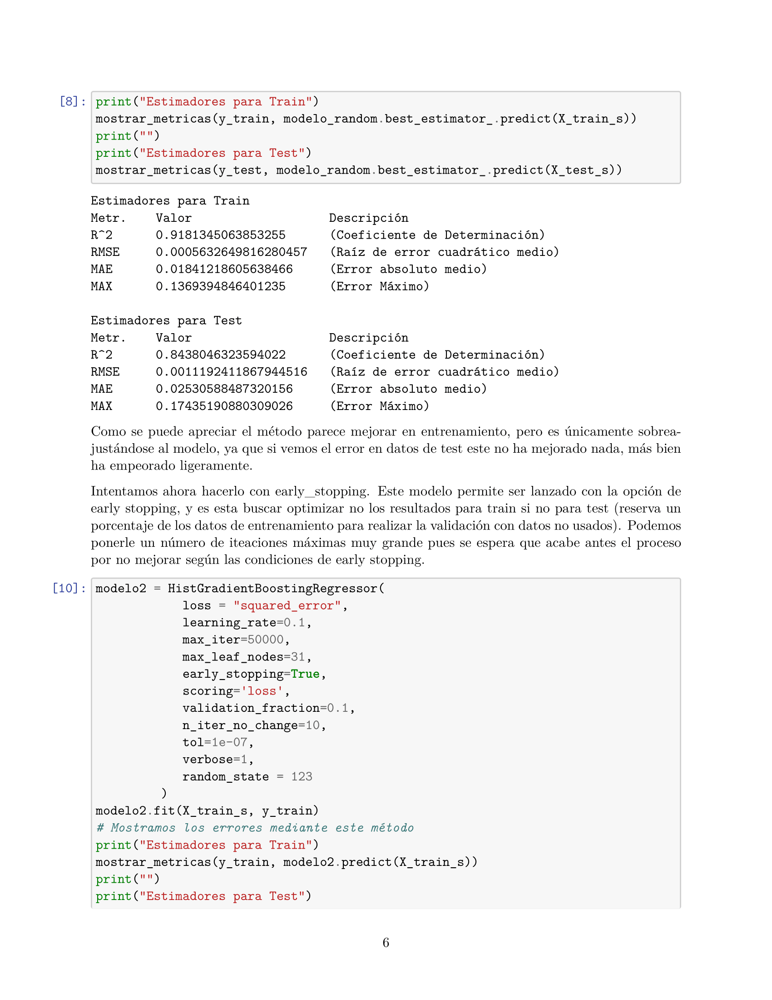 [8]: print("Estimadores para Train")
mostrar_metricas(y_train, modelo_random.best_estimator_.predict(X_train_s))
print("")
print("Estimadores para Test")
mostrar_metricas(y_test, modelo_random.best_estimator_.predict(X_test_s))
Estimadores para Train
Metr. Valor Descripción
R^2 0.9181345063853255 (Coeficiente de Determinación)
RMSE 0.0005632649816280457 (Raíz de error cuadrático medio)
MAE 0.01841218605638466 (Error absoluto medio)
MAX 0.1369394846401235 (Error Máximo)
Estimadores para Test
Metr. Valor Descripción
R^2 0.8438046323594022 (Coeficiente de Determinación)
RMSE 0.0011192411867944516 (Raíz de error cuadrático medio)
MAE 0.02530588487320156 (Error absoluto medio)
MAX 0.17435190880309026 (Error Máximo)
Como se puede apreciar el método parece mejorar en entrenamiento, pero es únicamente sobrea-
justándose al modelo, ya que si vemos el error en datos de test este no ha mejorado nada, más bien
ha empeorado ligeramente.
Intentamos ahora hacerlo con early_stopping. Este modelo permite ser lanzado con la opción de
early stopping, y es esta buscar optimizar no los resultados para train si no para test (reserva un
porcentaje de los datos de entrenamiento para realizar la validación con datos no usados). Podemos
ponerle un número de iteaciones máximas muy grande pues se espera que acabe antes el proceso
por no mejorar según las condiciones de early stopping.
[10]: modelo2 = HistGradientBoostingRegressor(
loss = "squared_error",
learning_rate=0.1,
max_iter=50000,
max_leaf_nodes=31,
early_stopping=True,
scoring='loss',
validation_fraction=0.1,
n_iter_no_change=10,
tol=1e-07,
verbose=1,
random_state = 123
)
modelo2.fit(X_train_s, y_train)
# Mostramos los errores mediante este método
print("Estimadores para Train")
mostrar_metricas(y_train, modelo2.predict(X_train_s))
print("")
print("Estimadores para Test")
6